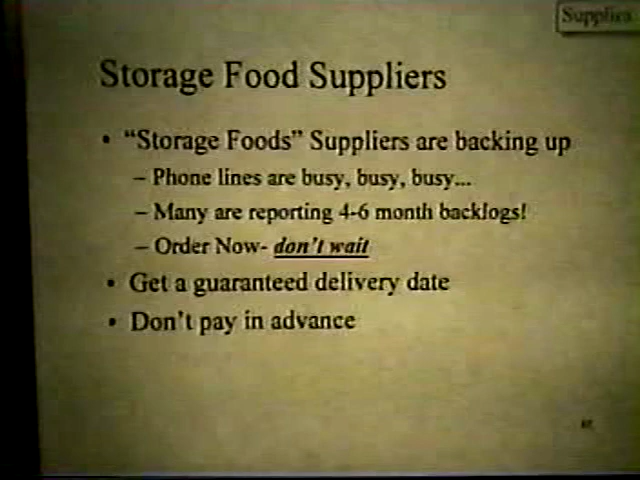 Supplies
Storage Food Suppliers
• “Storage Foods” Suppliers are backing up
– Phone lines are busy, busy, busy...
– Many are reporting 4-6 month backlogs!
– Order Now- don't wait
• Get a guaranteed delivery date
• Don't pay in advance